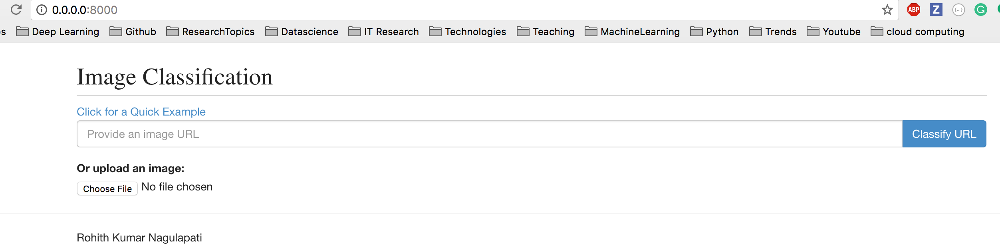 0.0.0.0:8000
ABP Z {...} G
s Deep Learning Github ResearchTopics Datascience IT Research Technologies Teaching MachineLearning Python Trends Youtube cloud computing
Image Classification
Click for a Quick Example
Provide an image URL Classify URL
Or upload an image:
Choose File No file chosen
Rohith Kumar Nagulapati